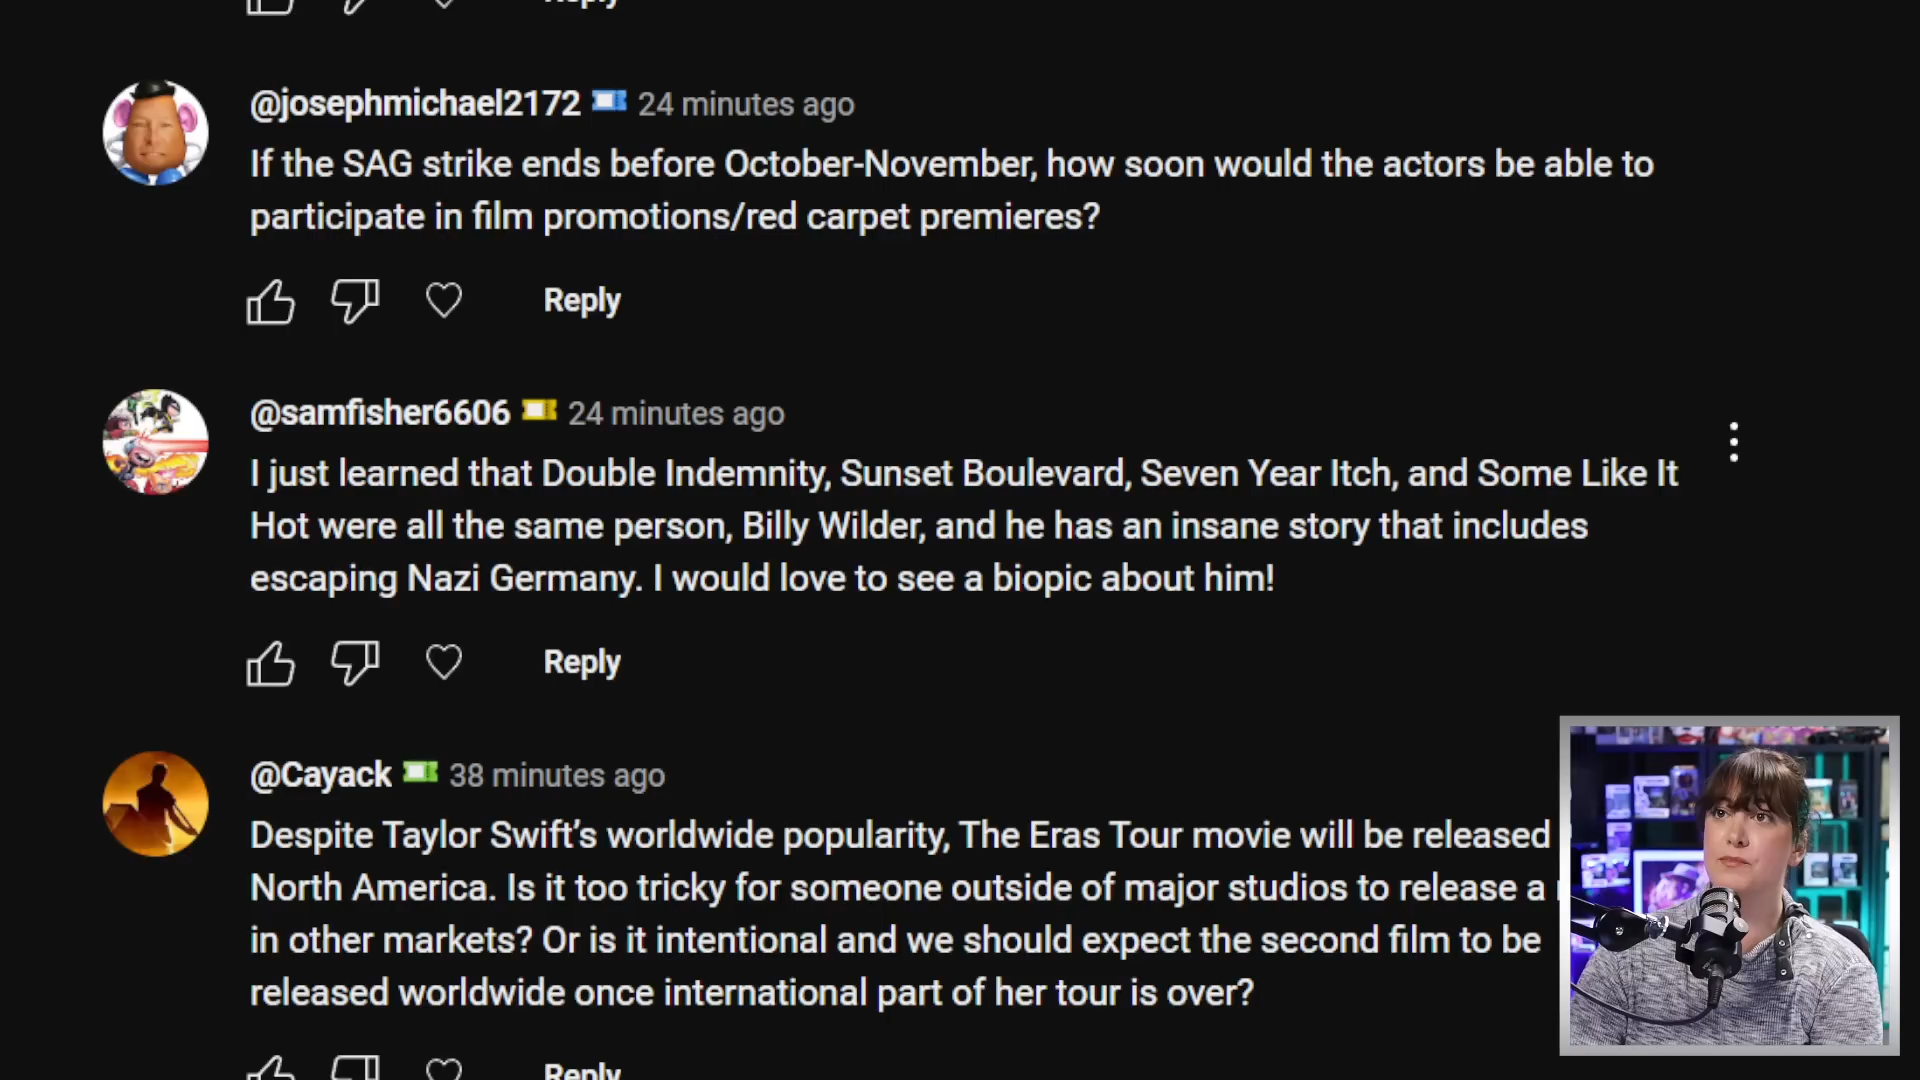 Reply
@josephmichael2172 24 minutes ago
If the SAG strike ends before October-November, how soon would the actors be able to
participate in film promotions/red carpet premieres?
Reply
@samfisher6606 24 minutes ago
I just learned that Double Indemnity, Sunset Boulevard, Seven Year Itch, and Some Like It
Hot were all the same person, Billy Wilder, and he has an insane story that includes
escaping Nazi Germany. I would love to see a biopic about him!
Reply
@Cayack 38 minutes ago
Despite Taylor Swift’s worldwide popularity, The Eras Tour movie will be released
North America. Is it too tricky for someone outside of major studios to release a
in other markets? Or is it intentional and we should expect the second film to be
released worldwide once international part of her tour is over?
Reply